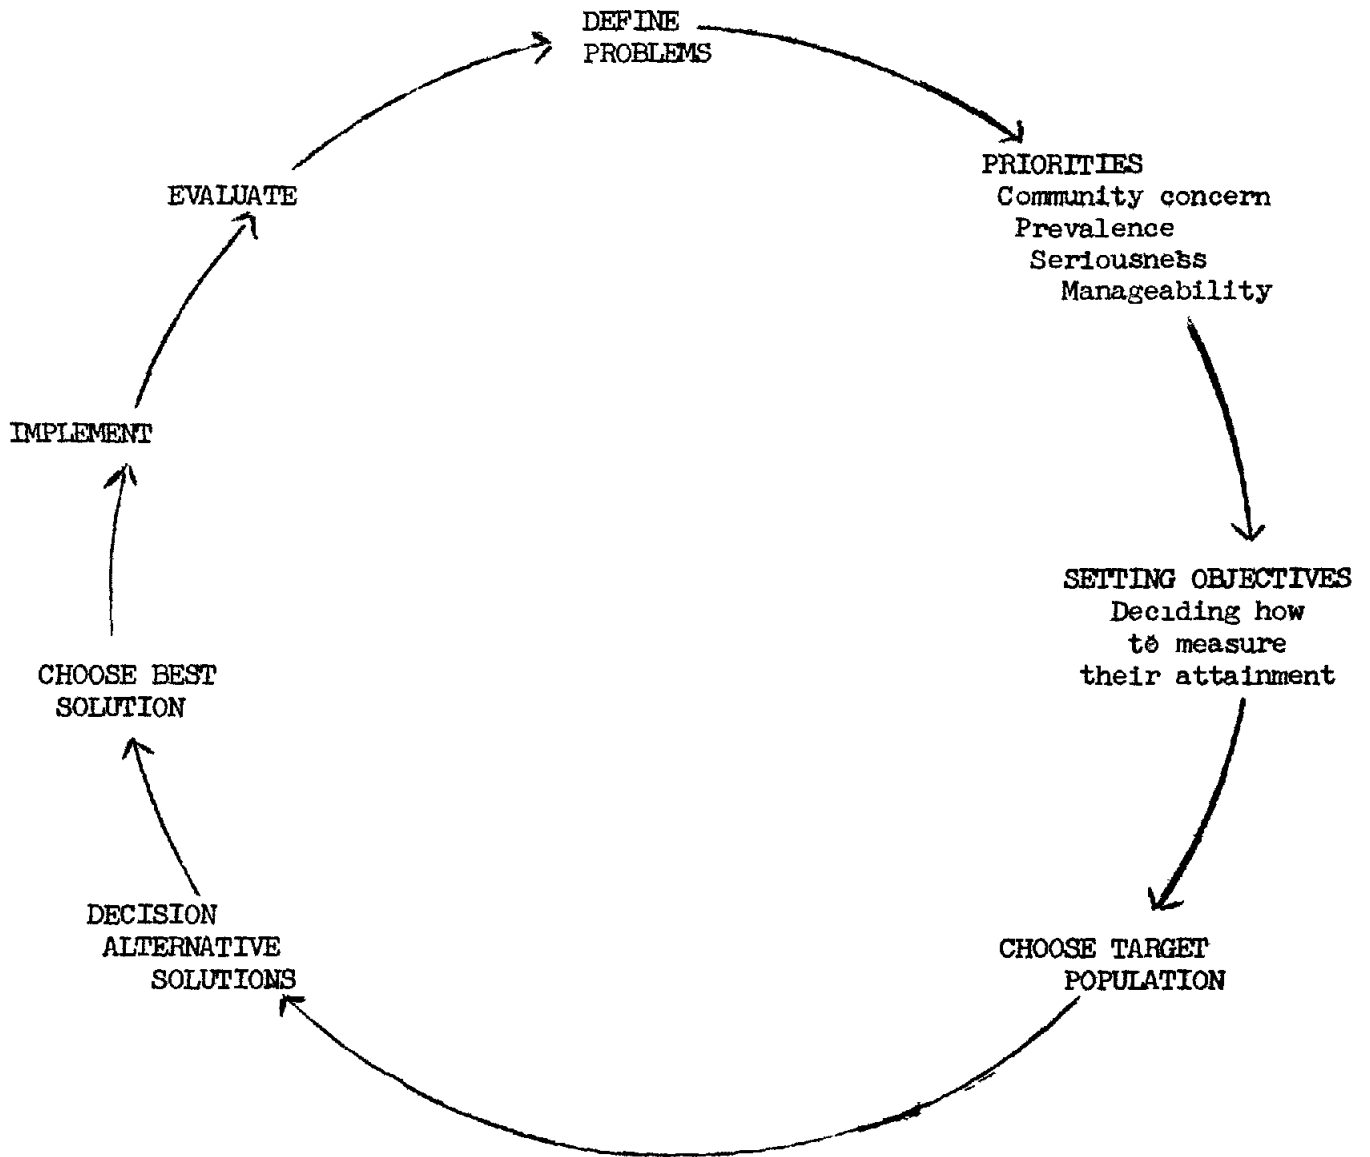 DEFINE
PROBLEMS
PRIORITIES
Community concern
Prevalence
Seriousness
Manageability
SETTING OBJECTIVES
Deciding how
to measure
their attainment
CHOOSE TARGET
POPULATION
DECISION
ALTERNATIVE
SOLUTIONS
CHOOSE BEST
SOLUTION
IMPLEMENT
EVALUATE